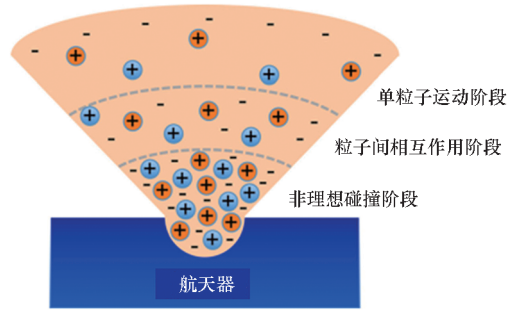 单粒子运动阶段
粒子间相互作用阶段
非理想碰撞阶段
航天器